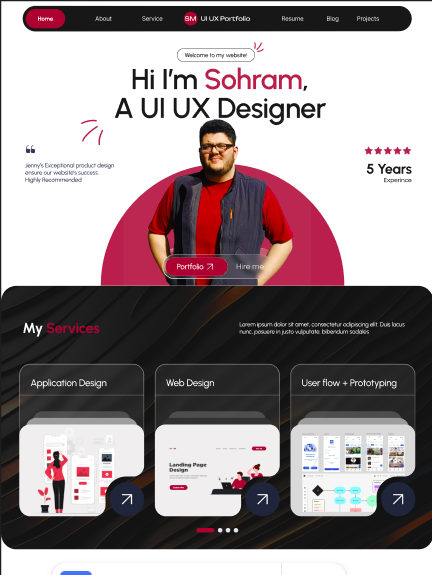 Home
About
Service
SM
UI UX Portfolio
Resume
Blog
Projects
Welcome to my website!
Hi I'm Sohram,
A UI UX Designer
Jenny's Exceptional product design
ensure our website's success.
Highly Recommended
5 Years
Experince
Portfolio
Hire me
My Services
Lorem ipsum dolor sit amet, consectetur adipiscing elit. Duis lacus
nunc, posuere in justo vulputate, bibendum sodales
Application Design
Web Design
User flow + Prototyping
Landing Page
Design